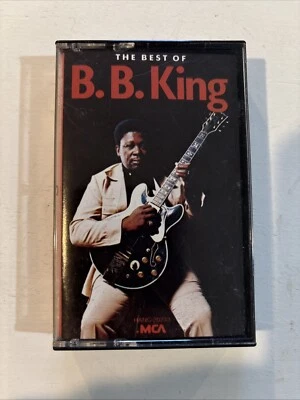 THE BEST OF
B. B. King
MCA